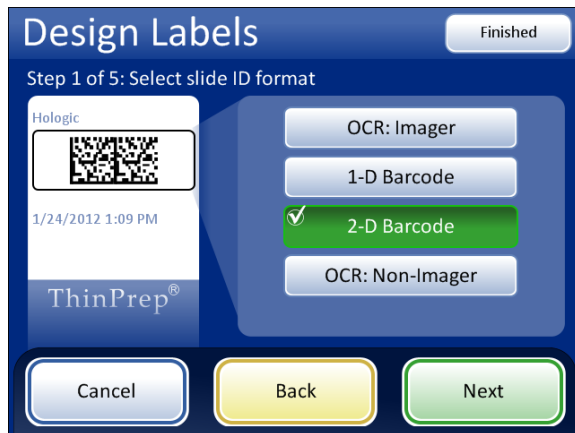 Design Labels
Finished
Step 1 of 5: Select slide ID format
Hologic
1/24/2012 1:09 PM
ThinPrep®
OCR: Imager
1-D Barcode
2-D Barcode
OCR: Non-Imager
Cancel
Back
Next